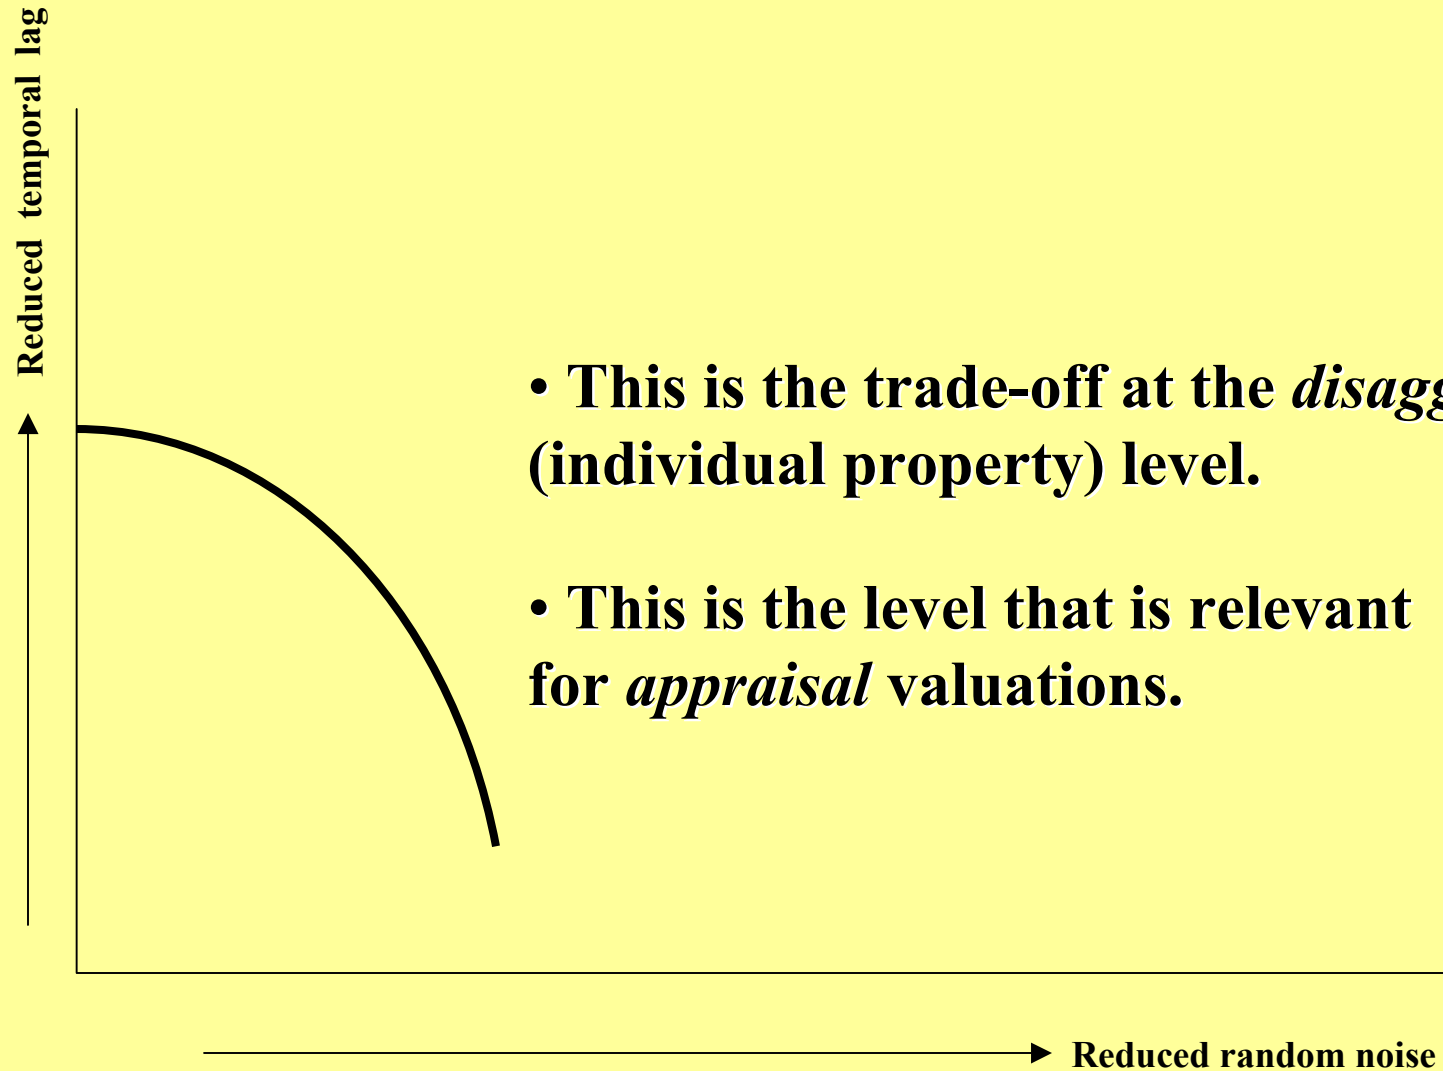 Reduced temporal lag
• This is the trade-off at the disagg
(individual property) level.
• This is the level that is relevant
for appraisal valuations.
Reduced random noise